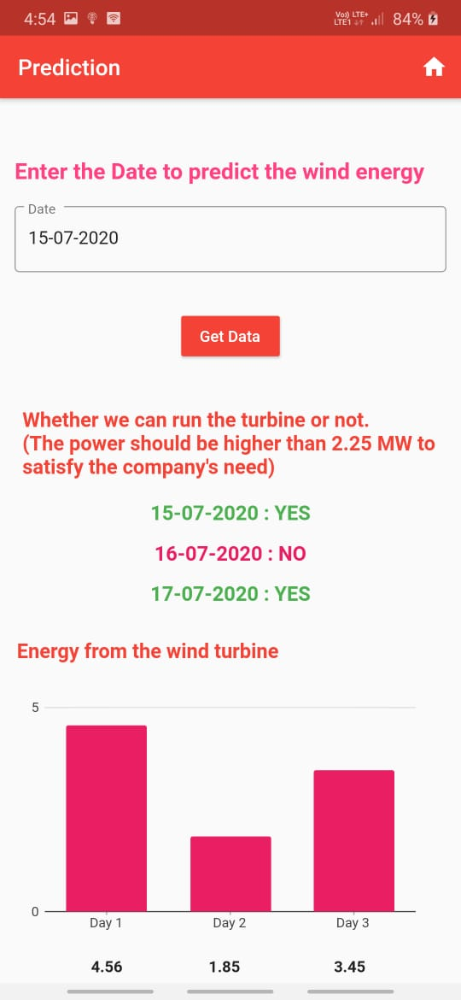 4:54 Vo)) LTE+ LTE1 84%
Prediction
Enter the Date to predict the wind energy
Date
15-07-2020
Get Data
Whether we can run the turbine or not.
(The power should be higher than 2.25 MW to
satisfy the company's need)
15-07-2020 : YES
16-07-2020 : NO
17-07-2020 : YES
Energy from the wind turbine
5
0
Day 1 Day 2 Day 3
4.56 1.85 3.45